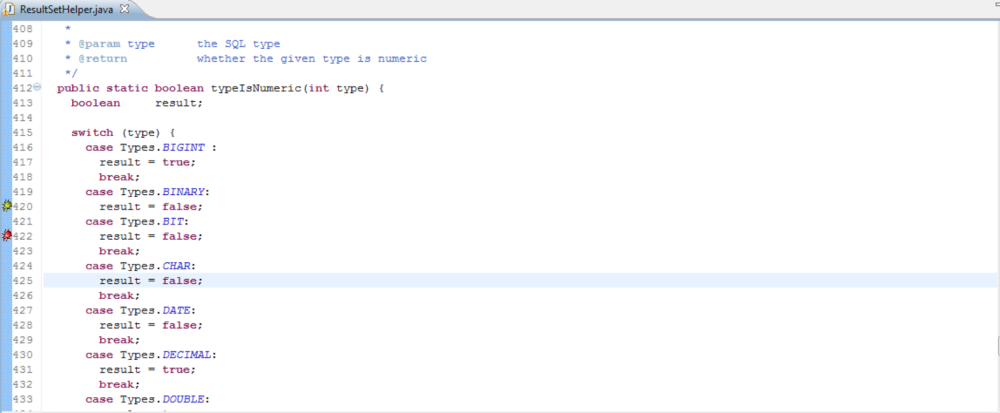 ResultSetHelper.java
408 *
409 * @param type the SQL type
410 * @return whether the given type is numeric
411 */
412 public static boolean typeIsNumeric(int type) {
413 boolean result;
414
415 switch (type) {
416 case Types.BIGINT :
417 result = true;
418 break;
419 case Types.BINARY:
420 result = false;
421 case Types.BIT:
422 result = false;
423 break;
424 case Types.CHAR:
425 result = false;
426 break;
427 case Types.DATE:
428 result = false;
429 break;
430 case Types.DECIMAL:
431 result = true;
432 break;
433 case Types.DOUBLE: